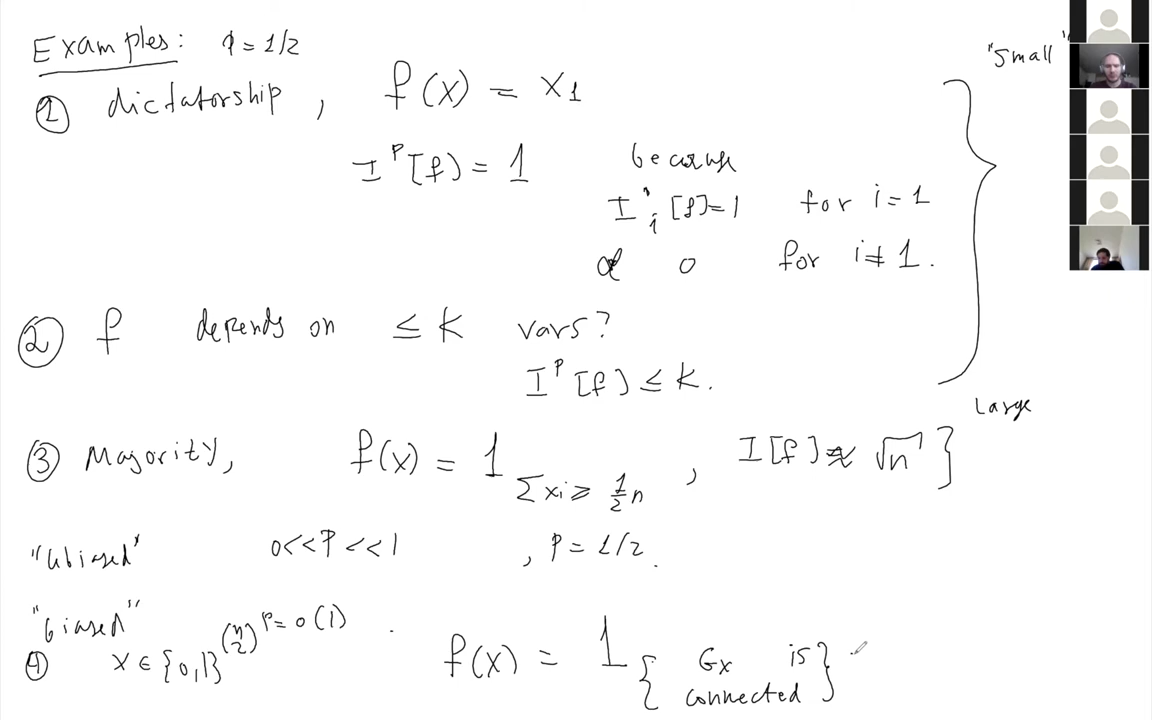 Examples: p = 1/2
"Small"
① dictatorship, f(x) = x₁
I^p[f] = 1 because
I_i^p[f] = 1 for i = 1
& 0 for i ≠ 1.
② f depends on ≤ K vars?
I^p[f] ≤ K.
Large
③ Majority, f(x) = 1_{Σxᵢ ≥ ½n}, I[f] ≈ √n }
0 << P << 1, P = 1/2.
"biased" P = o(1).
④ x ∈ {0,1}^(n choose 2) f(x) = 1_{ { Gx is
connected } }